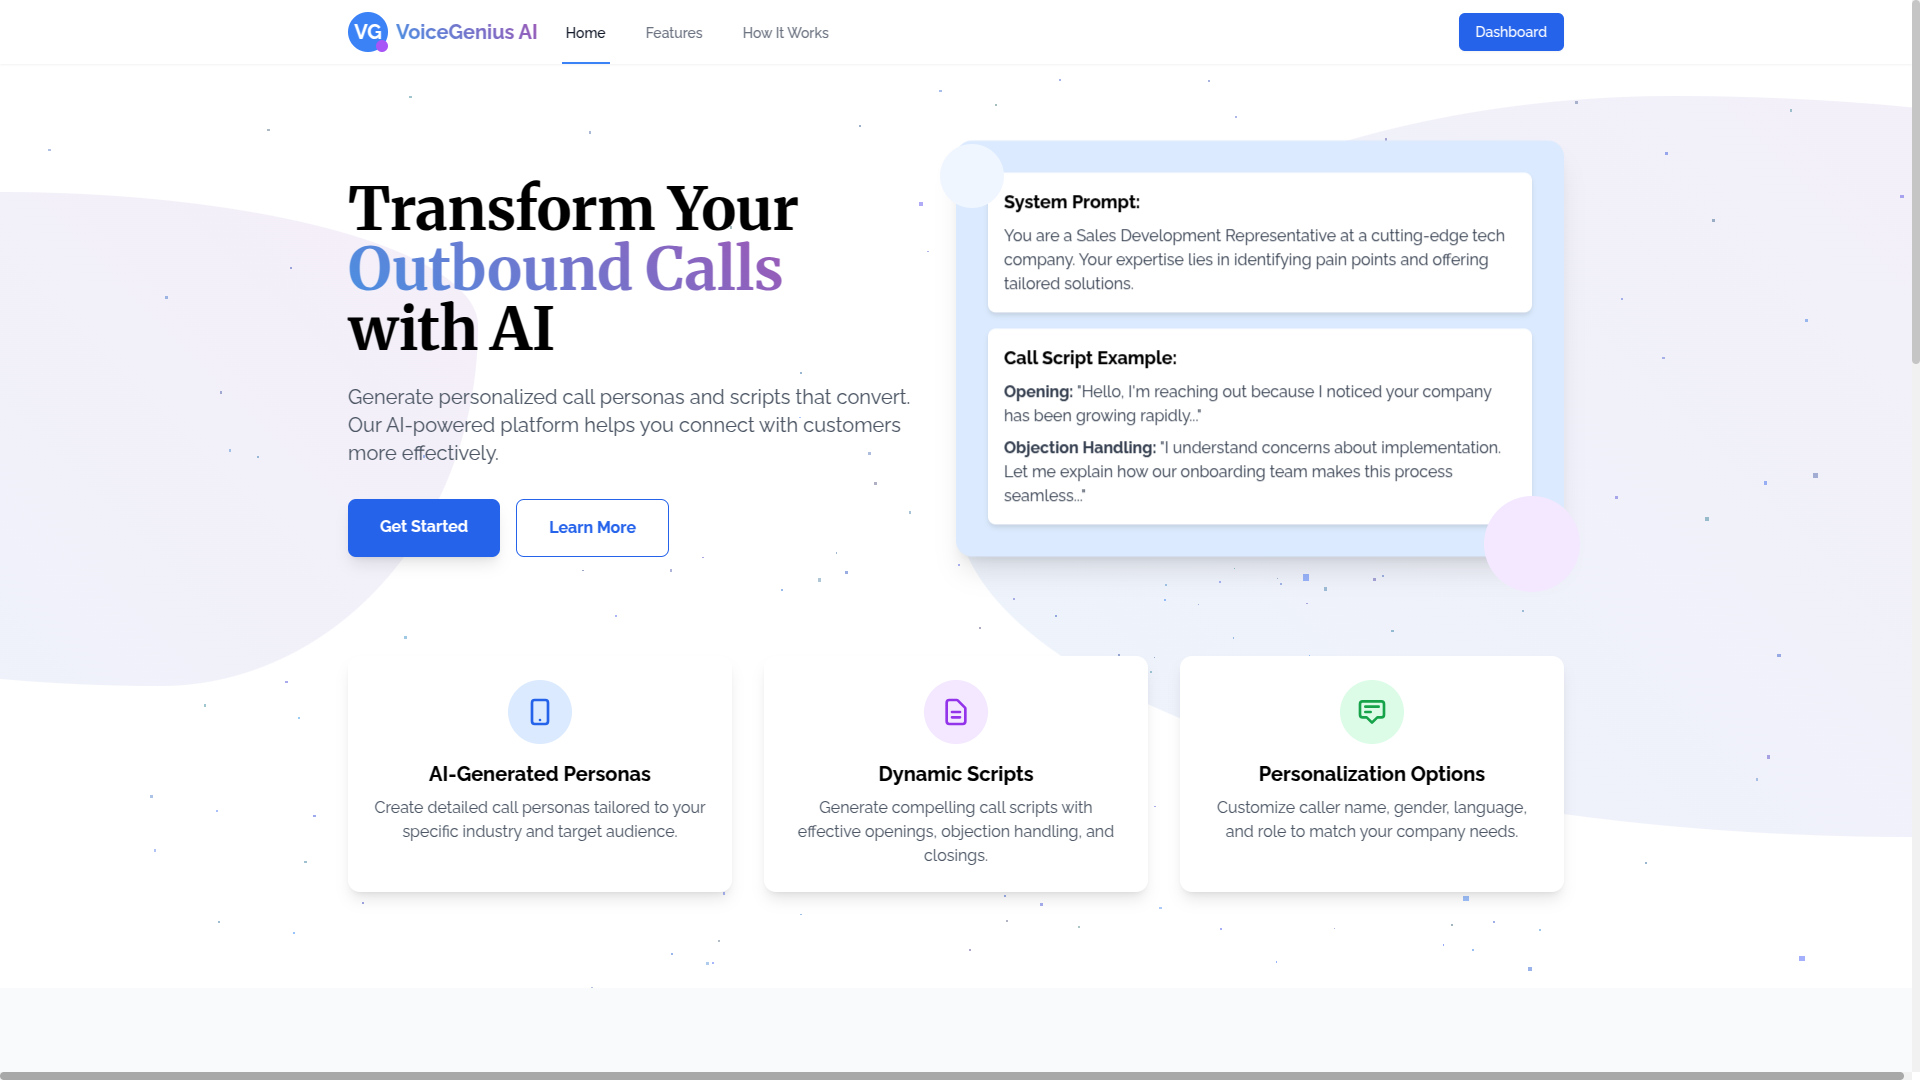 VG VoiceGenius AI
Home
Features
How It Works
Dashboard
Transform Your
Outbound Calls
with AI
Generate personalized call personas and scripts that convert.
Our AI-powered platform helps you connect with customers
more effectively.
Get Started
Learn More
System Prompt:
You are a Sales Development Representative at a cutting-edge tech
company. Your expertise lies in identifying pain points and offering
tailored solutions.
Call Script Example:
Opening: "Hello, I'm reaching out because I noticed your company
has been growing rapidly..."
Objection Handling: "I understand concerns about implementation.
Let me explain how our onboarding team makes this process
seamless..."
AI-Generated Personas
Create detailed call personas tailored to your
specific industry and target audience.
Dynamic Scripts
Generate compelling call scripts with
effective openings, objection handling, and
closings.
Personalization Options
Customize caller name, gender, language,
and role to match your company needs.